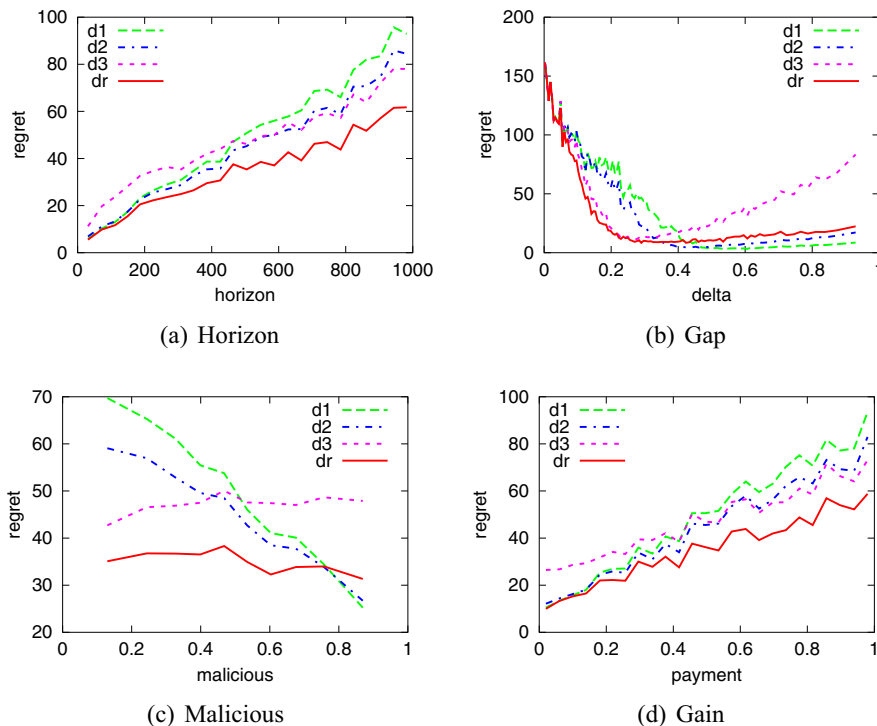 100
80
60
40
20
0
regret
d1
d2
d3
dr
0 200 400 600 800 1000
horizon
(a) Horizon
200
150
100
50
0
regret
d1
d2
d3
dr
0 0.2 0.4 0.6 0.8 1
delta
(b) Gap
70
60
50
40
30
20
regret
d1
d2
d3
dr
0 0.2 0.4 0.6 0.8 1
malicious
(c) Malicious
100
80
60
40
20
0
regret
d1
d2
d3
dr
0 0.2 0.4 0.6 0.8 1
payment
(d) Gain